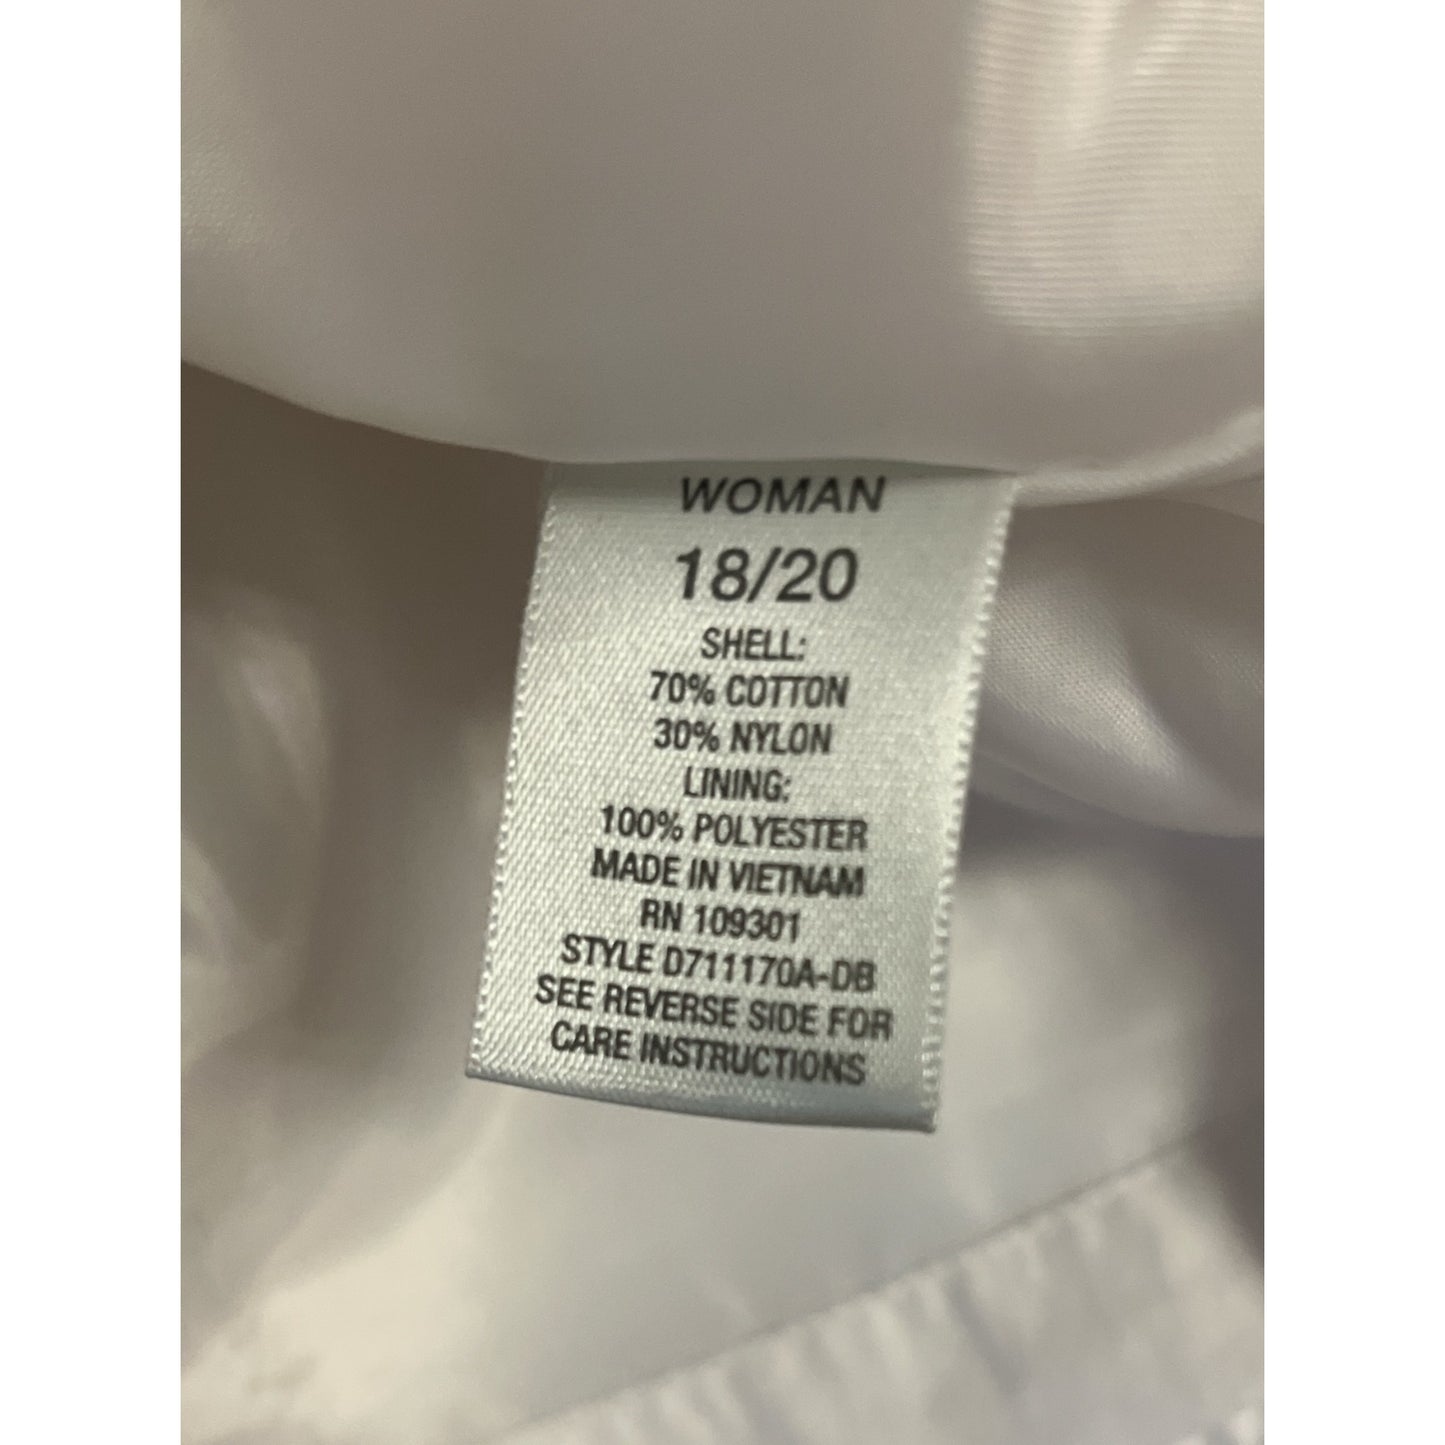 WOMAN
18/20
SHELL:
70% COTTON
30% NYLON
LINING:
100% POLYESTER
MADE IN VIETNAM
RN 109301
STYLE D711170A-DB
SEE REVERSE SIDE FOR
CARE INSTRUCTIONS